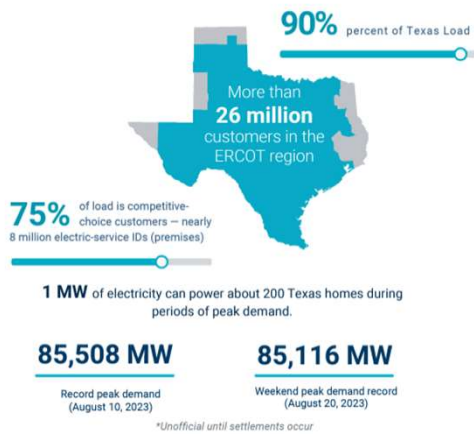 90% percent of Texas Load
More than
26 million
customers in the
ERCOT region
75% of load is competitive-
choice customers — nearly
8 million electric-service IDs (premises)
1 MW of electricity can power about 200 Texas homes during
periods of peak demand.
85,508 MW
Record peak demand
(August 10, 2023)
85,116 MW
Weekend peak demand record
(August 20, 2023)
*Unofficial until settlements occur